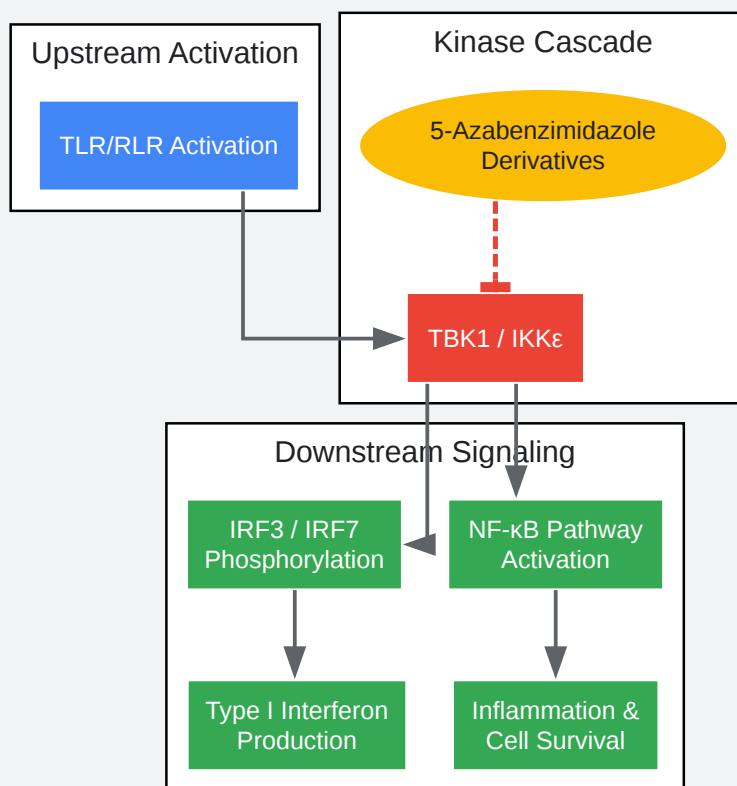 Upstream Activation
TLR/RLR Activation
Kinase Cascade
5-Azabenzimidazole
Derivatives
TBK1 / IKKε
Downstream Signaling
IRF3 / IRF7
Phosphorylation
NF-κB Pathway
Activation
Type I Interferon
Production
Inflammation &
Cell Survival